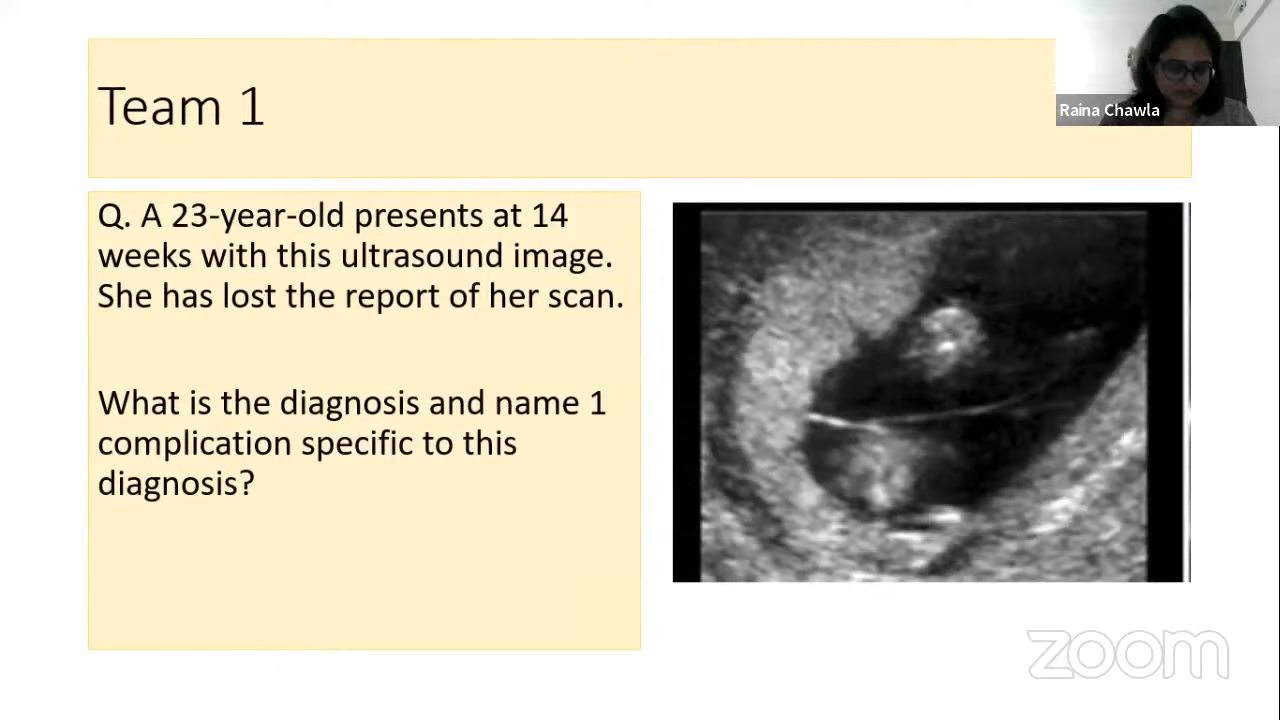 Team 1
Raina Chawla
Q. A 23-year-old presents at 14
weeks with this ultrasound image.
She has lost the report of her scan.
What is the diagnosis and name 1
complication specific to this
diagnosis?
zoom